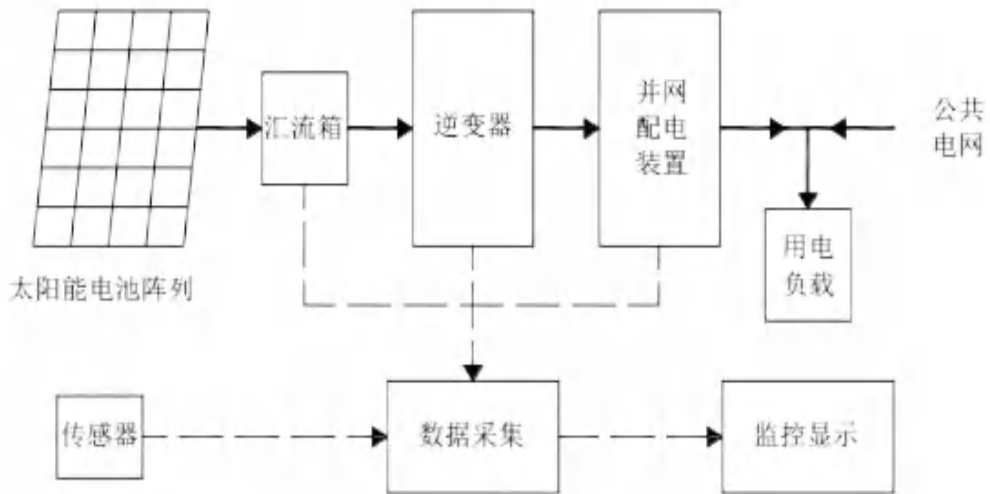 汇流箱
逆变器
并网
配电
装置
公共
电网
用电
负载
太阳能电池阵列
传感器
数据采集
监控显示